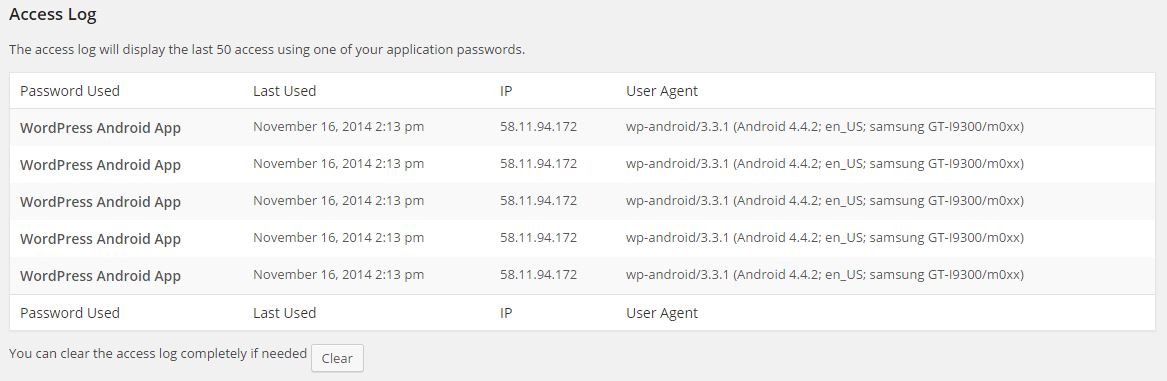 Access Log
The access log will display the last 50 access using one of your application passwords.
Password Used Last Used IP User Agent
WordPress Android App November 16, 2014 2:13 pm 58.11.94.172 wp-android/3.3.1 (Android 4.4.2; en_US; samsung GT-I9300/m0xx)
WordPress Android App November 16, 2014 2:13 pm 58.11.94.172 wp-android/3.3.1 (Android 4.4.2; en_US; samsung GT-I9300/m0xx)
WordPress Android App November 16, 2014 2:13 pm 58.11.94.172 wp-android/3.3.1 (Android 4.4.2; en_US; samsung GT-I9300/m0xx)
WordPress Android App November 16, 2014 2:13 pm 58.11.94.172 wp-android/3.3.1 (Android 4.4.2; en_US; samsung GT-I9300/m0xx)
WordPress Android App November 16, 2014 2:13 pm 58.11.94.172 wp-android/3.3.1 (Android 4.4.2; en_US; samsung GT-I9300/m0xx)
Password Used Last Used IP User Agent
You can clear the access log completely if needed Clear